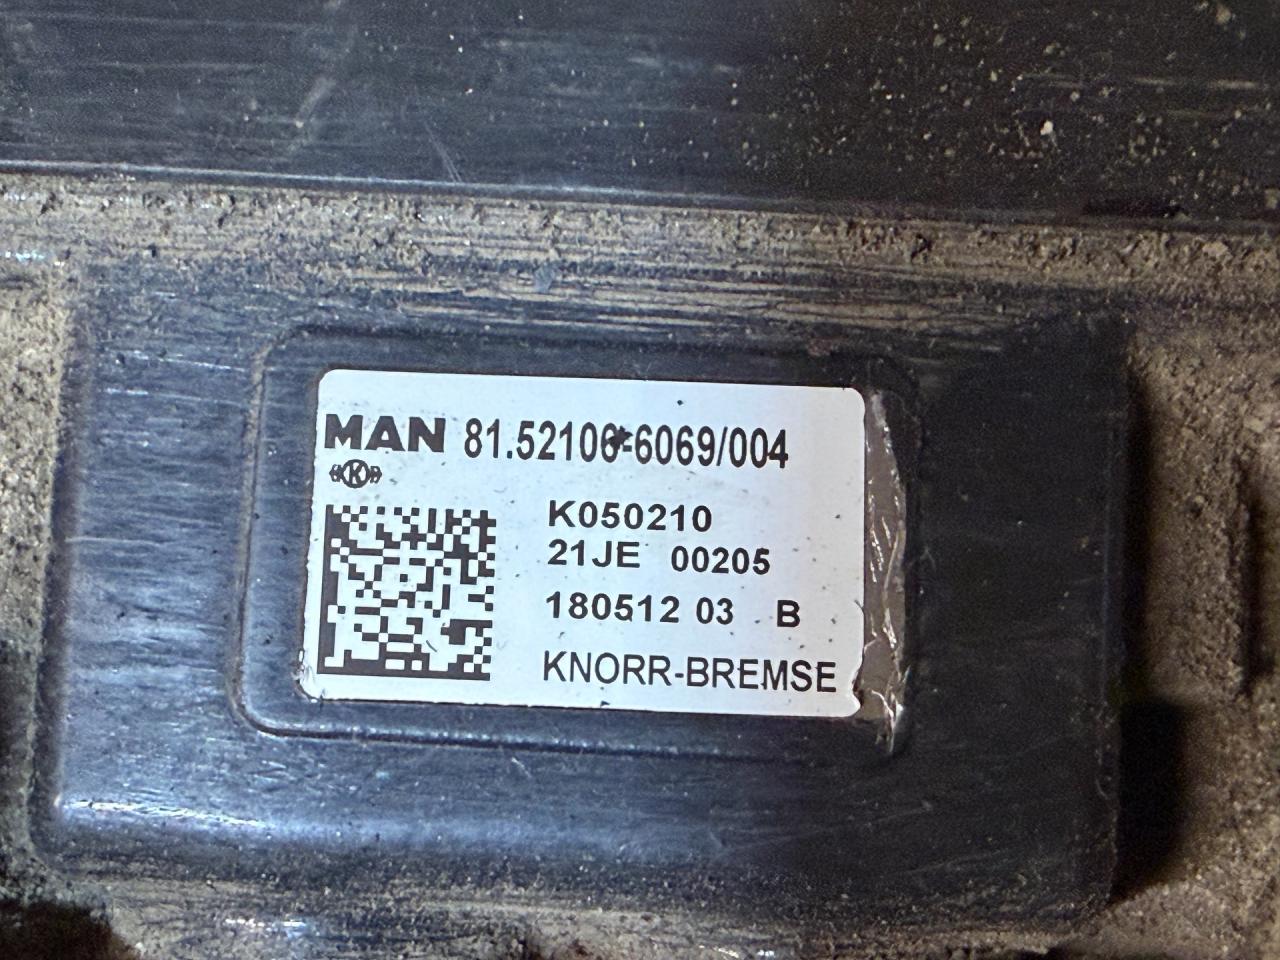 MAN 81.52106-6069/004
K
K050210
21JE 00205
180512 03 B
KNORR-BREMSE